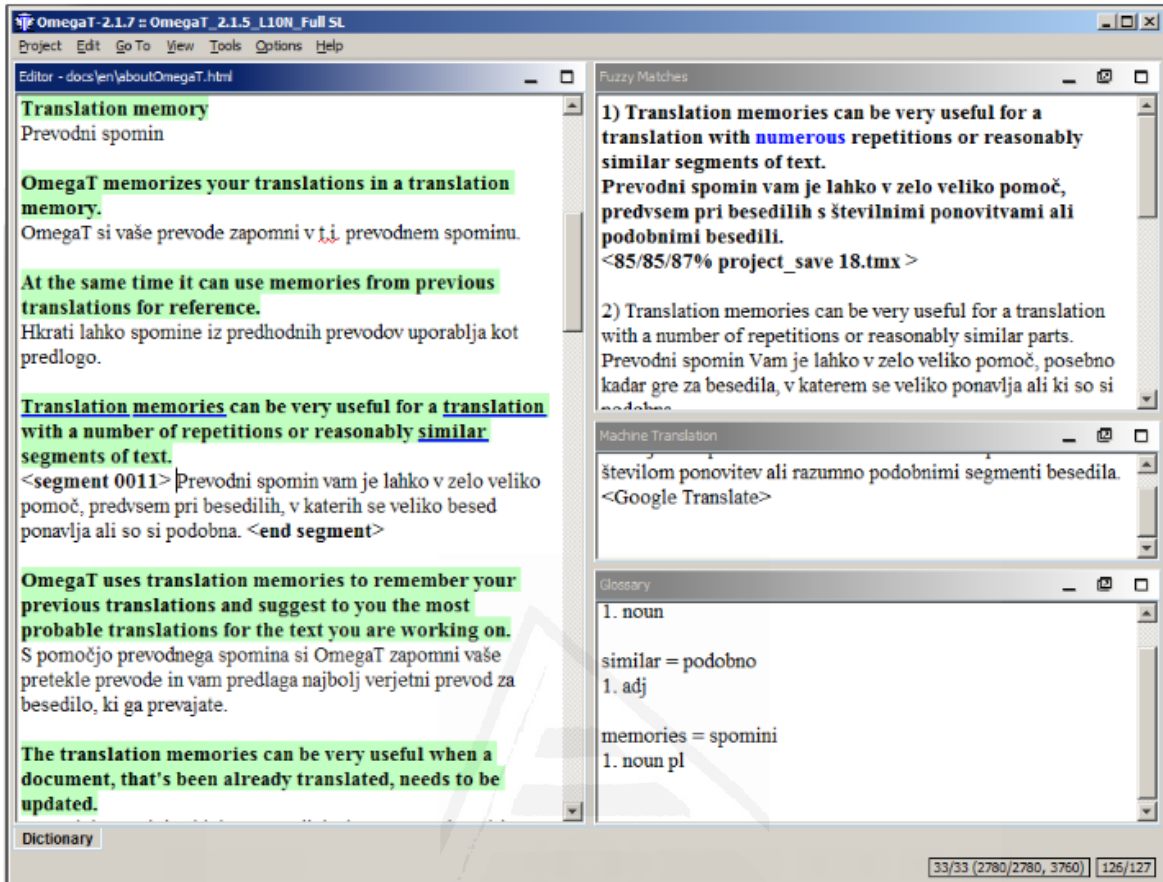 OmegaT-2.1.7 :: OmegaT_2.1.5_L10N_Full SL
Project Edit Go To View Tools Options Help
Editor - docs\en\aboutOmegaT.html
Translation memory
Prevodni spomin
OmegaT memorizes your translations in a translation
memory.
OmegaT si vaše prevode zapomni v t.i. prevodnem spominu.
At the same time it can use memories from previous
translations for reference.
Hkrati lahko spomine iz predhodnih prevodov uporablja kot
predlogo.
Translation memories can be very useful for a translation
with a number of repetitions or reasonably similar
segments of text.
<segment 0011> Prevodni spomin vam je lahko v zelo veliko
pomoč, predvsem pri besedilih, v katerih se veliko besed
ponavlja ali so si podobna. <end segment>
OmegaT uses translation memories to remember your
previous translations and suggest to you the most
probable translations for the text you are working on.
S pomočjo prevodnega spomina si OmegaT zapomni vaše
pretekle prevode in vam predlaga najbolj verjetni prevod za
besedilo, ki ga prevajate.
The translation memories can be very useful when a
document, that's been already translated, needs to be
updated.
Fuzzy Matches
1) Translation memories can be very useful for a
translation with numerous repetitions or reasonably
similar segments of text.
Prevodni spomin vam je lahko v zelo veliko pomoč,
predvsem pri besedilih s številnimi ponovitvami ali
podobnimi besedili.
<85/85/87% project_save 18.tmx >
2) Translation memories can be very useful for a translation
with a number of repetitions or reasonably similar parts.
Prevodni spomin Vam je lahko v zelo veliko pomoč, posebno
kadar gre za besedila, v katerem se veliko ponavlja ali ki so si
Machine Translation
številom ponovitev ali razumno podobnimi segmenti besedila.
<Google Translate>
Glossary
1. noun
similar = podobno
1. adj
memories = spomini
1. noun pl
Dictionary
33/33 (2780/2780, 3760) 126/127